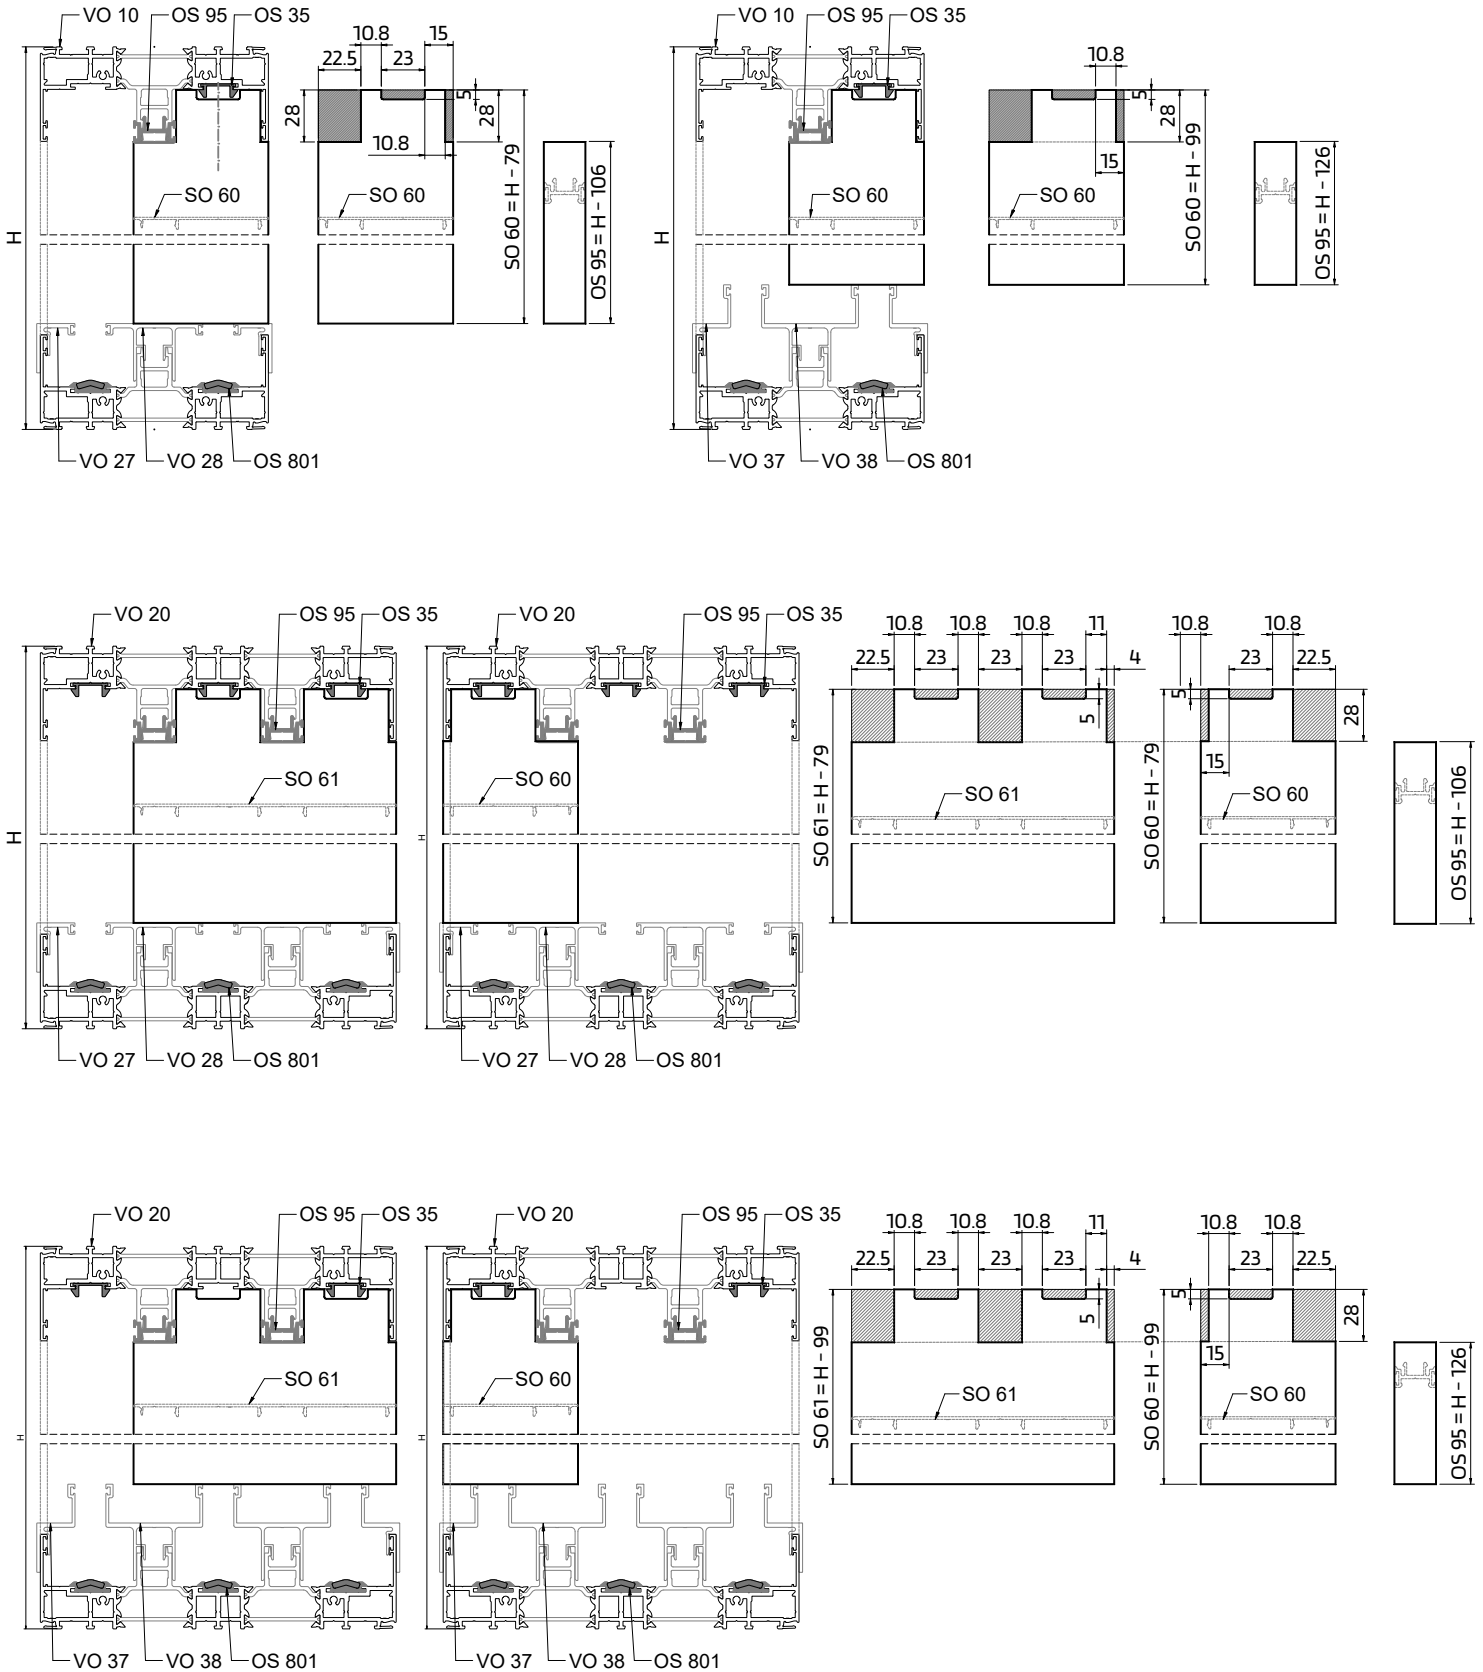 VO 10
OS 95
OS 35
10.8
15
22.5
23
5
28
28
10.8
SO 60
SO 60
H
SO 60 = H - 79
OS 95 = H - 106
VO 27
VO 28
OS 801
VO 10
OS 95
OS 35
10.8
5
28
15
SO 60
SO 60
H
SO 60 = H - 99
OS 95 = H - 126
VO 37
VO 38
OS 801
VO 20
OS 95
OS 35
VO 20
OS 95
OS 35
10.8
10.8
10.8
11
10.8
10.8
22.5
23
23
23
4
23
22.5
5
5
28
15
SO 61
SO 60
SO 61
SO 60
H
H
SO 61 = H - 79
SO 60 = H - 79
OS 95 = H - 106
VO 27
VO 28
OS 801
VO 27
VO 28
OS 801
VO 20
OS 95
OS 35
VO 20
OS 95
OS 35
10.8
10.8
10.8
11
10.8
10.8
22.5
23
23
23
4
23
22.5
5
5
28
15
SO 61
SO 60
SO 61
SO 60
H
H
SO 61 = H - 99
SO 60 = H - 99
OS 95 = H - 126
VO 37
VO 38
OS 801
VO 37
VO 38
OS 801